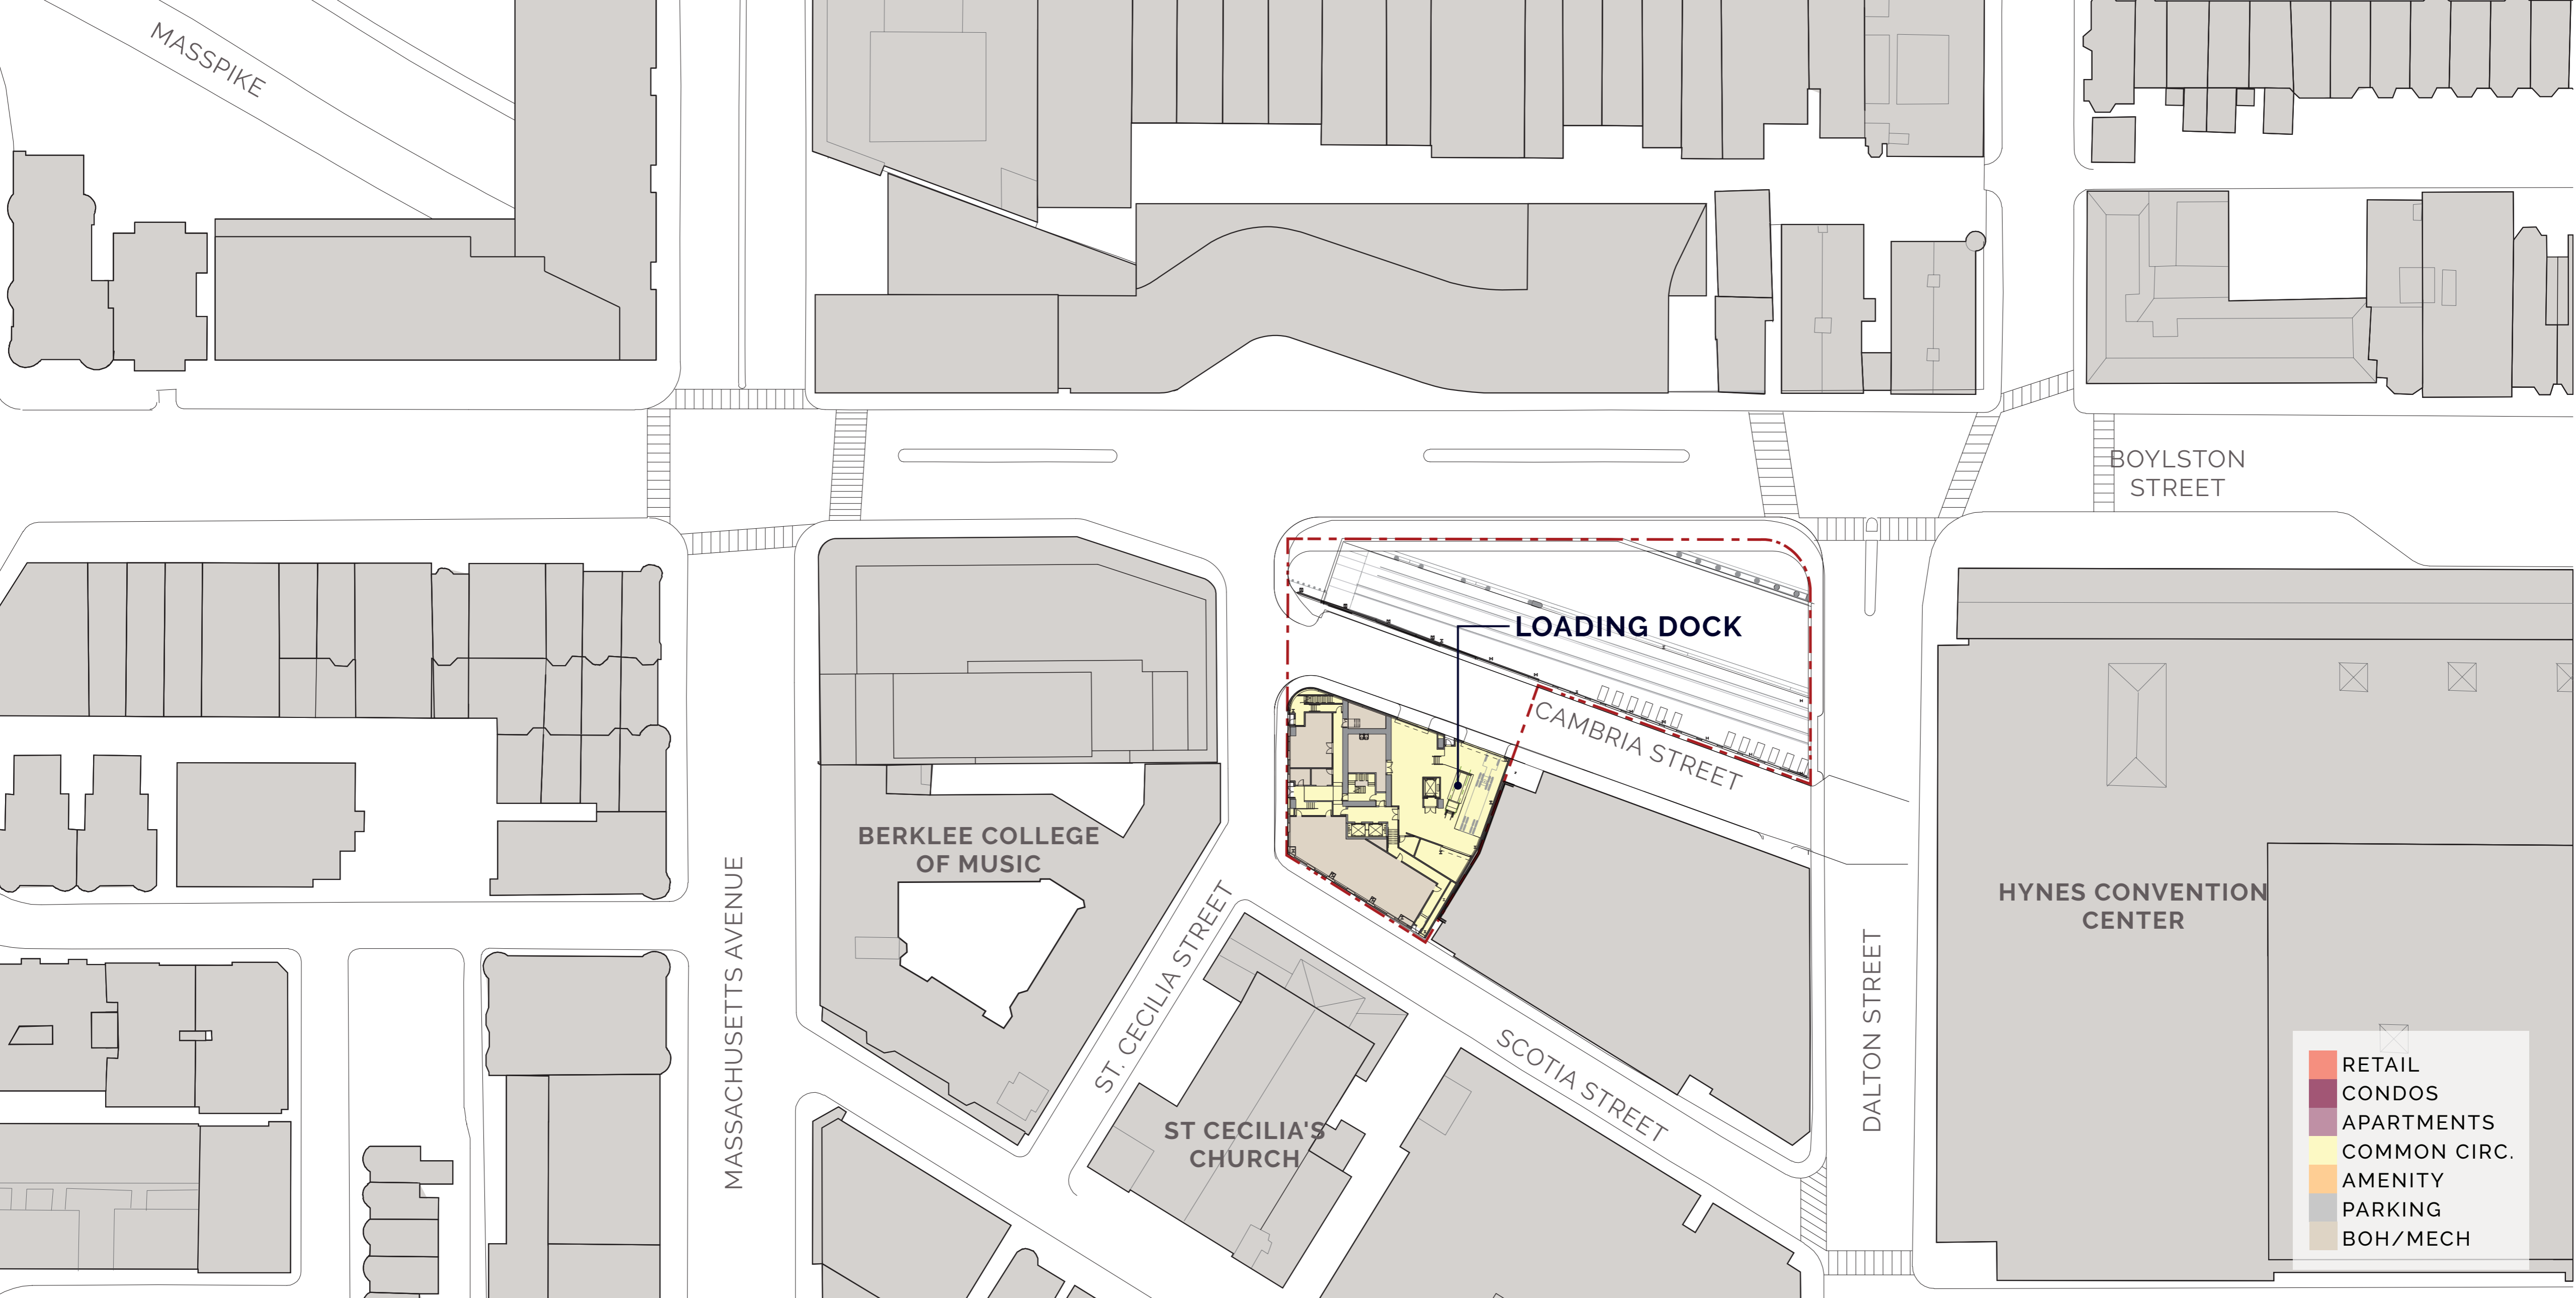 MASSPIKE
BOYLSTON
STREET
LOADING DOCK
CAMBRIA STREET
BERKLEE COLLEGE
OF MUSIC
MASSACHUSETTS AVENUE
ST. CECILIA STREET
HYNES CONVENTION
CENTER
DALTON STREET
SCOTIA STREET
ST CECILIA'S
CHURCH
RETAIL
CONDOS
APARTMENTS
COMMON CIRC.
AMENITY
PARKING
BOH/MECH